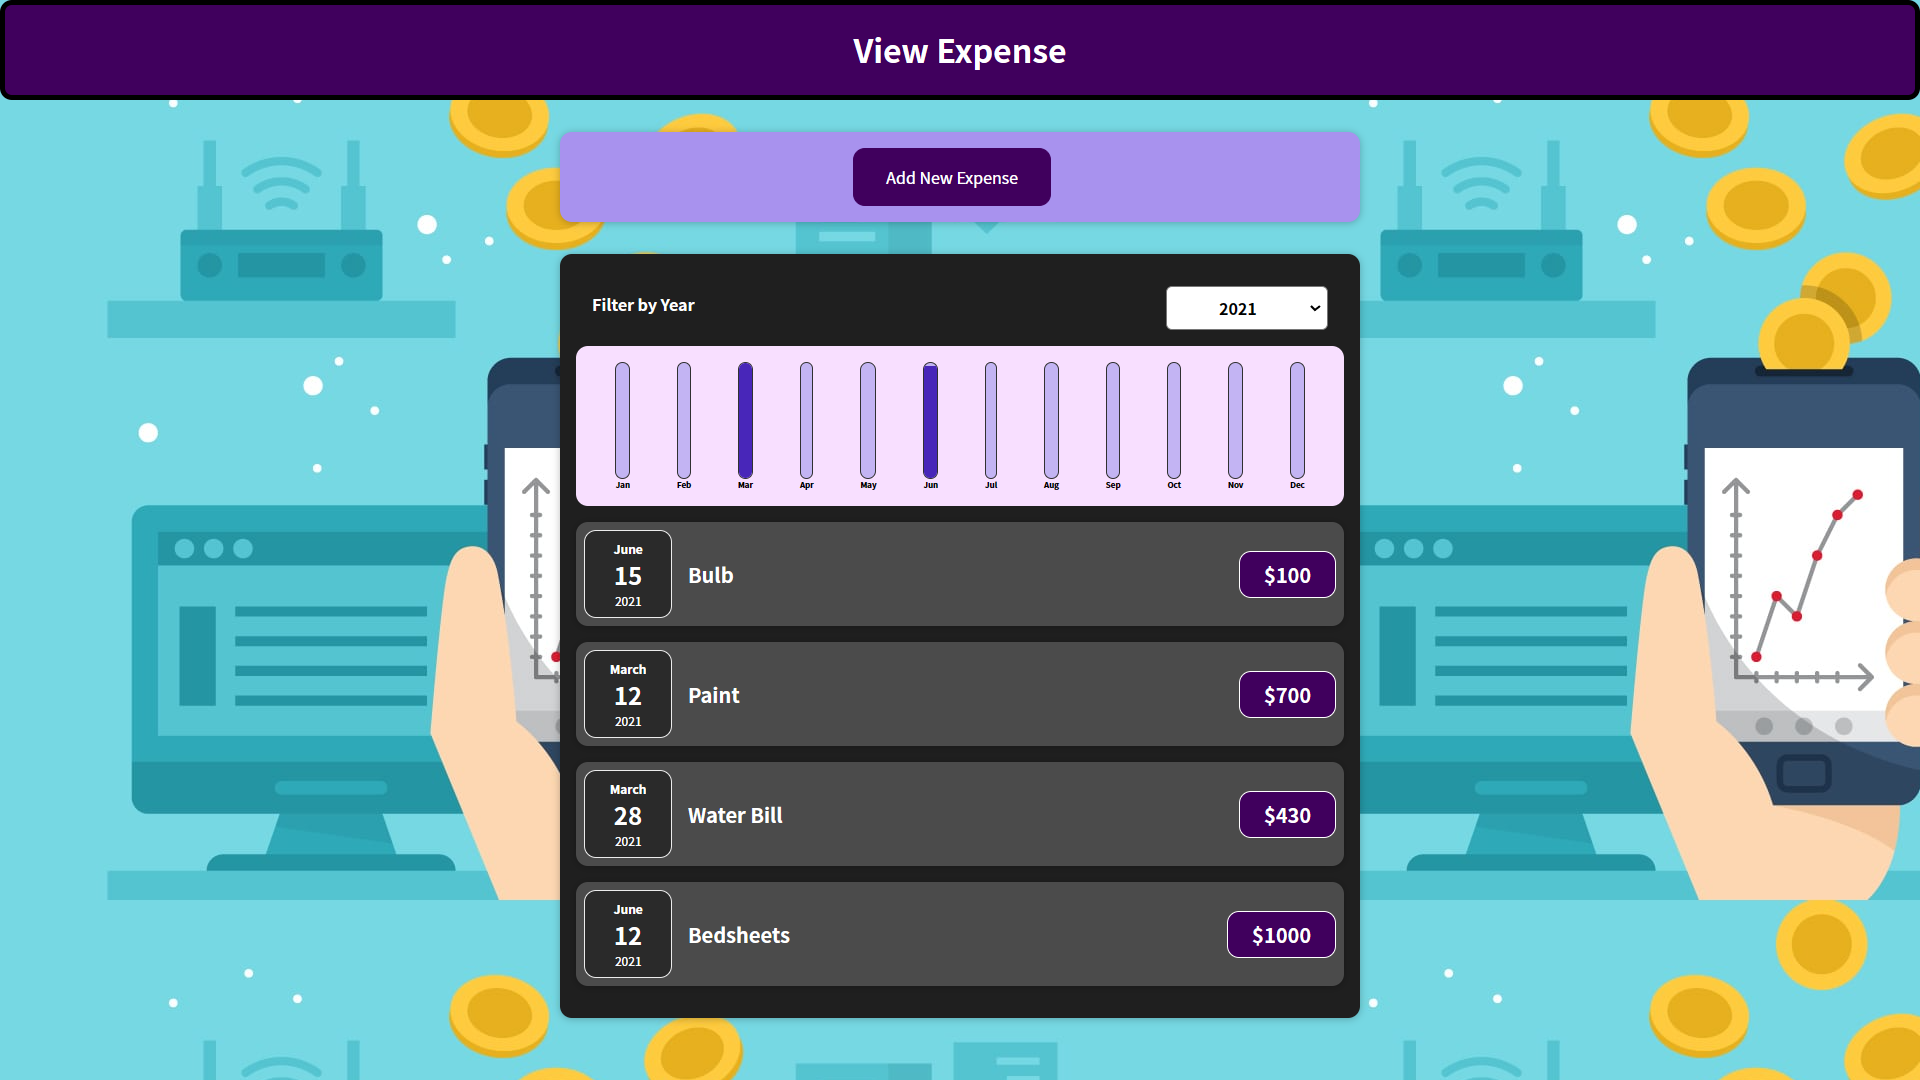 View Expense
Add New Expense
Filter by Year
2021
Jan Feb Mar Apr May Jun Jul Aug Sep Oct Nov Dec
June
15
2021
Bulb
$100
March
12
2021
Paint
$700
March
28
2021
Water Bill
$430
June
12
2021
Bedsheets
$1000